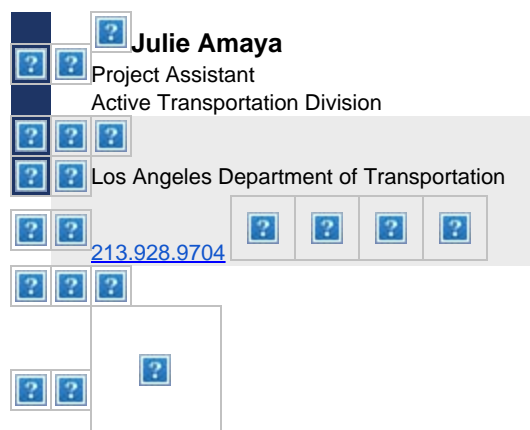 Julie Amaya
Project Assistant
Active Transportation Division
Los Angeles Department of Transportation
213.928.9704